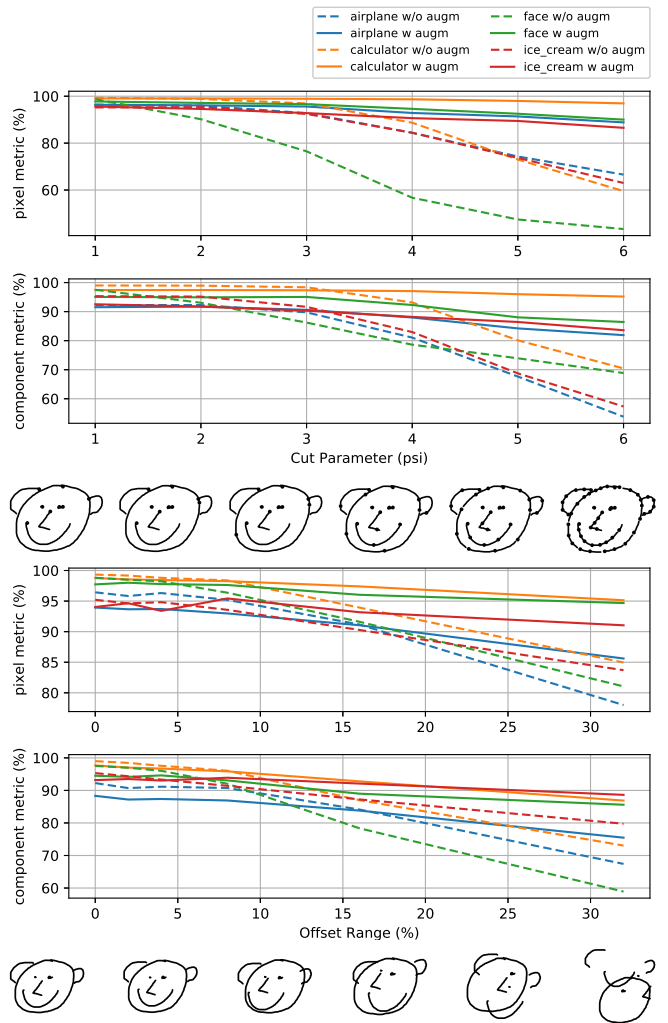 airplane w/o augm
airplane w augm
calculator w/o augm
calculator w augm
face w/o augm
face w augm
ice_cream w/o augm
ice_cream w augm
pixel metric (%)
100
80
60
1 2 3 4 5 6
component metric (%)
100
90
80
70
60
1 2 3 4 5 6
Cut Parameter (psi)
pixel metric (%)
100
95
90
85
80
0 5 10 15 20 25 30
component metric (%)
100
90
80
70
60
0 5 10 15 20 25 30
Offset Range (%)